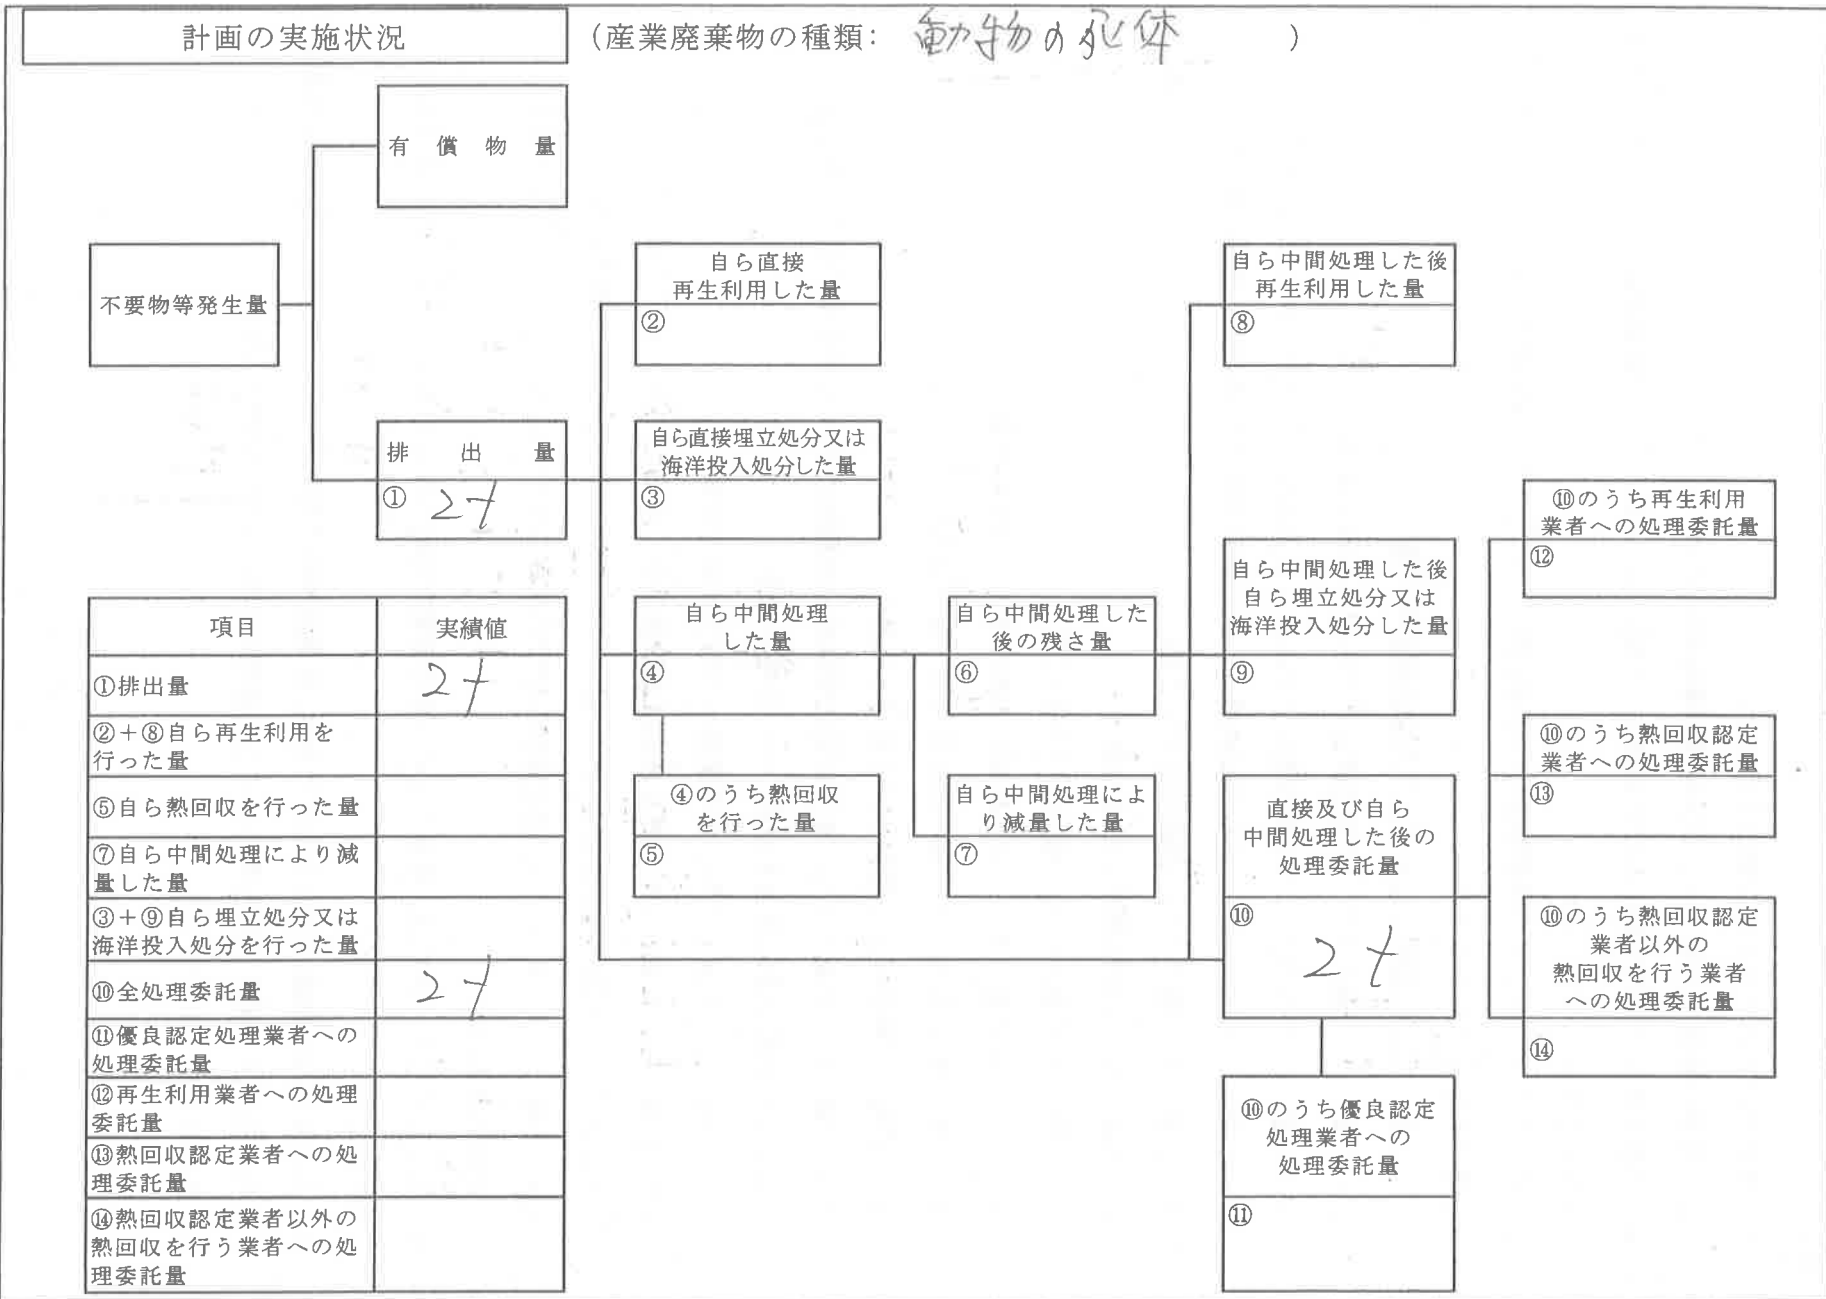 計画の実施状況
(産業廃棄物の種類： 動物の死体 )
有償物量
不要物等発生量
排出量
① 2t
自ら直接
再生利用した量
②
自ら直接埋立処分又は
海洋投入処分した量
③
自ら中間処理
した量
④
④のうち熱回収
を行った量
⑤
自ら中間処理した
後の残さ量
⑥
自ら中間処理によ
り減量した量
⑦
自ら中間処理した後
再生利用した量
⑧
自ら中間処理した後
自ら埋立処分又は
海洋投入処分した量
⑨
直接及び自ら
中間処理した後の
処理委託量
⑩
2t
⑩のうち優良認定
処理業者への
処理委託量
⑪
⑩のうち再生利用
業者への処理委託量
⑫
⑩のうち熱回収認定
業者への処理委託量
⑬
⑩のうち熱回収認定
業者以外の
熱回収を行う業者
への処理委託量
⑭
項目 実績値
①排出量 2t
②＋⑧自ら再生利用を
行った量
⑤自ら熱回収を行った量
⑦自ら中間処理により減
量した量
③＋⑨自ら埋立処分又は
海洋投入処分を行った量
⑩全処理委託量 2t
⑪優良認定処理業者への
処理委託量
⑫再生利用業者への処理
委託量
⑬熱回収認定業者への処
理委託量
⑭熱回収認定業者以外の
熱回収を行う業者への処
理委託量